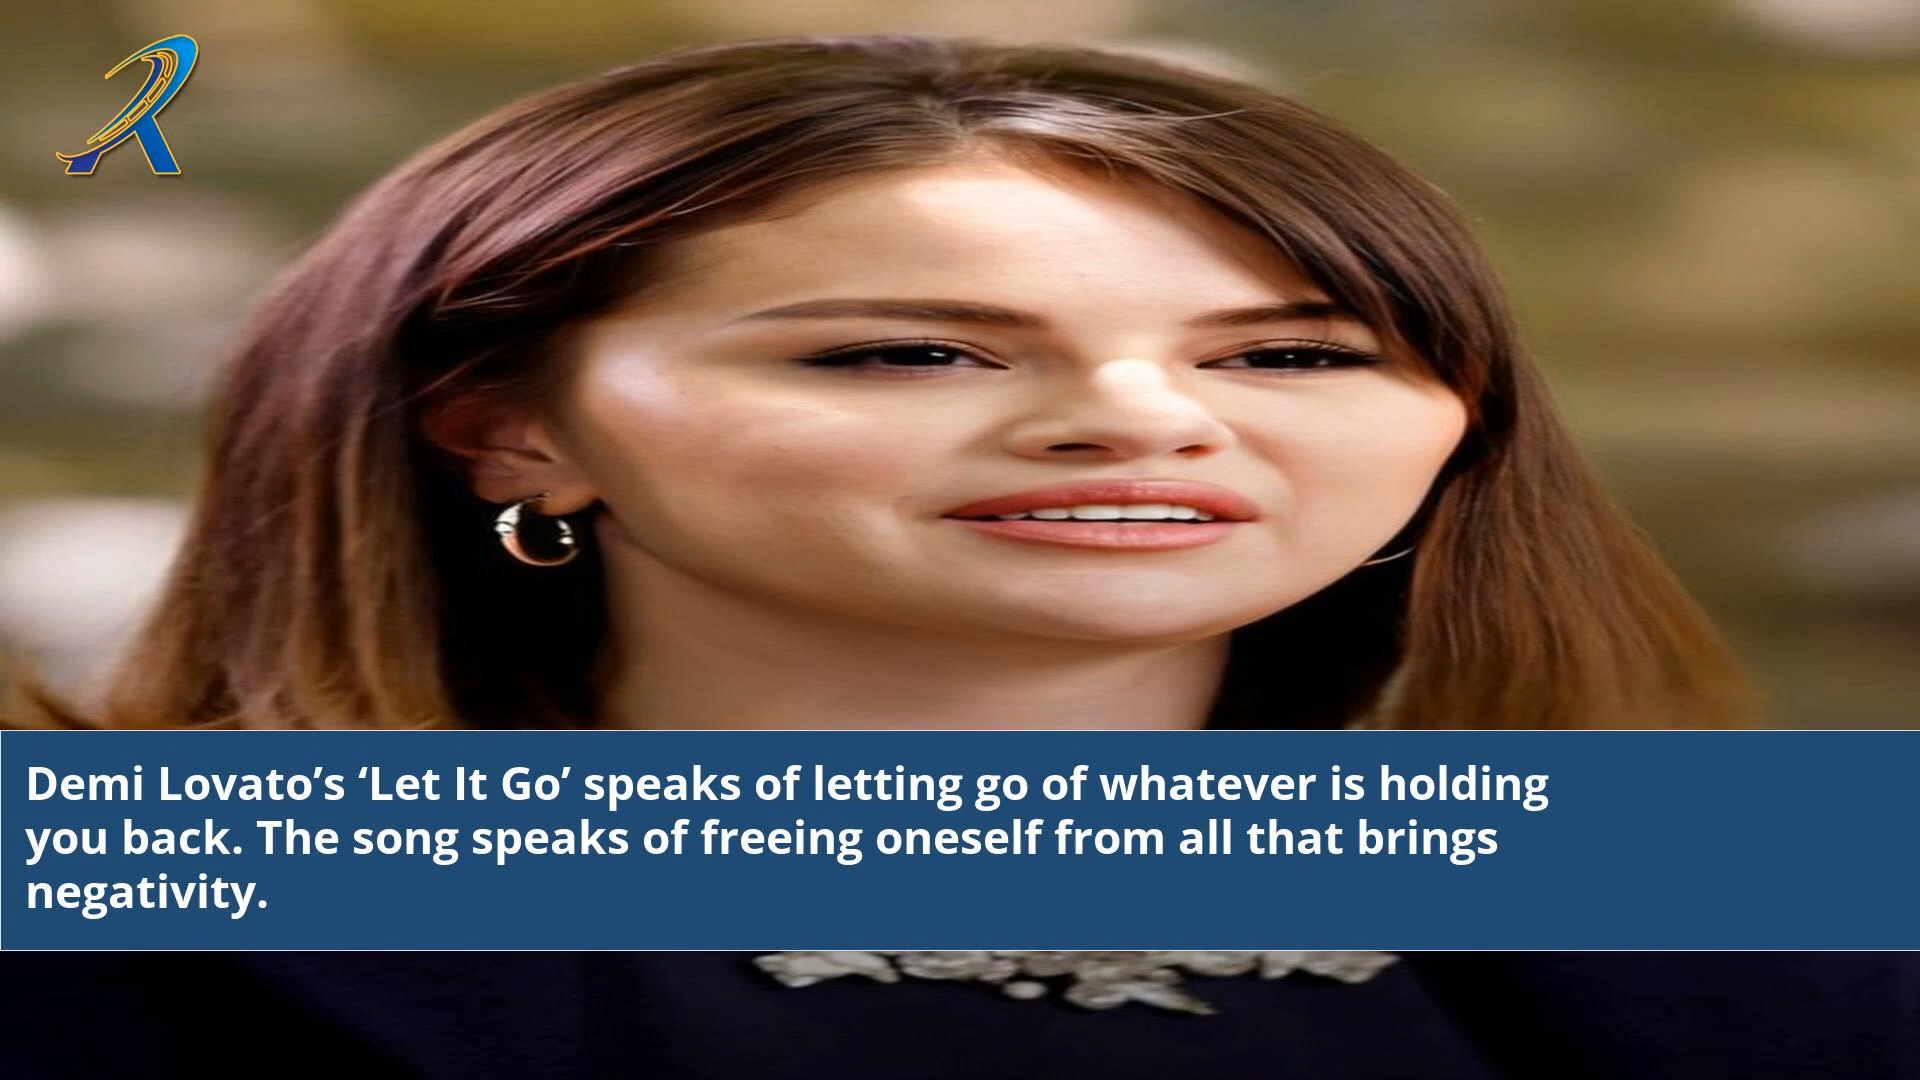 Demi Lovato’s ‘Let It Go’ speaks of letting go of whatever is holding
you back. The song speaks of freeing oneself from all that brings
negativity.